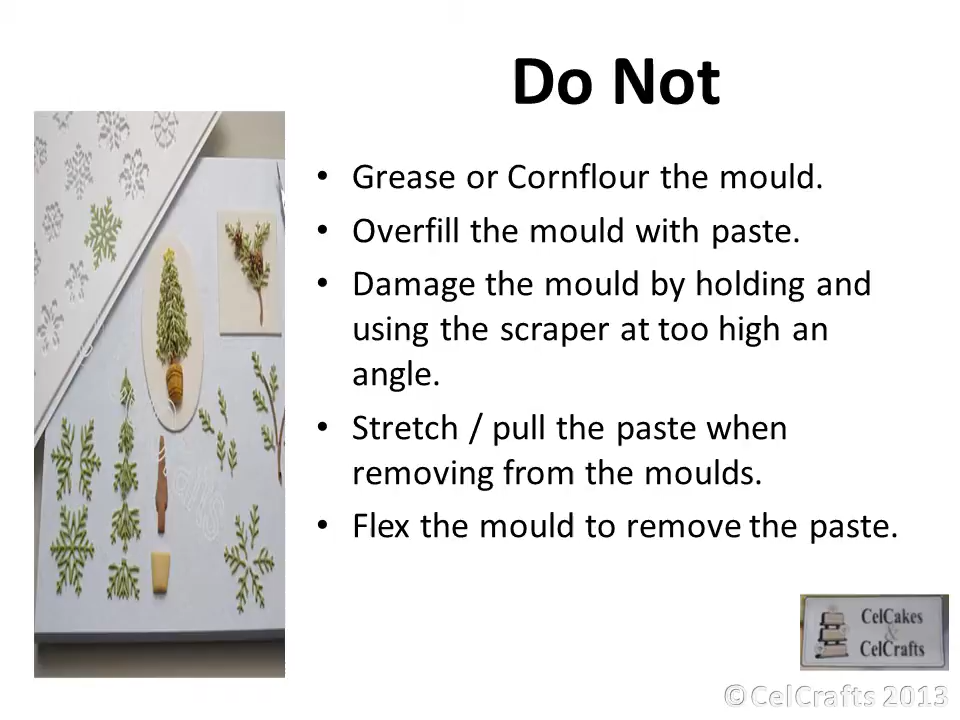 Do Not
• Grease or Cornflour the mould.
• Overfill the mould with paste.
• Damage the mould by holding and
using the scraper at too high an
angle.
• Stretch / pull the paste when
removing from the moulds.
• Flex the mould to remove the paste.
CelCakes
&
CelCrafts
© CelCrafts 2013